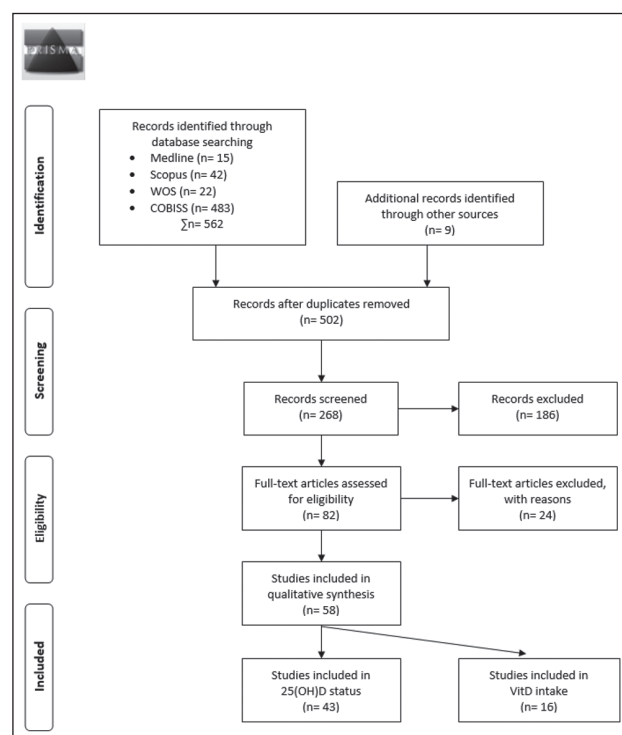 PRISMA
Identification
Records identified through
database searching
• Medline (n= 15)
• Scopus (n= 42)
• WOS (n= 22)
• COBISS (n= 483)
∑n= 562
Additional records identified
through other sources
(n= 9)
Records after duplicates removed
(n= 502)
Screening
Records screened
(n= 268)
Records excluded
(n= 186)
Eligibility
Full-text articles assessed
for eligibility
(n= 82)
Full-text articles excluded,
with reasons
(n= 24)
Studies included in
qualitative synthesis
(n= 58)
Included
Studies included in
25(OH)D status
(n= 43)
Studies included in
VitD intake
(n= 16)